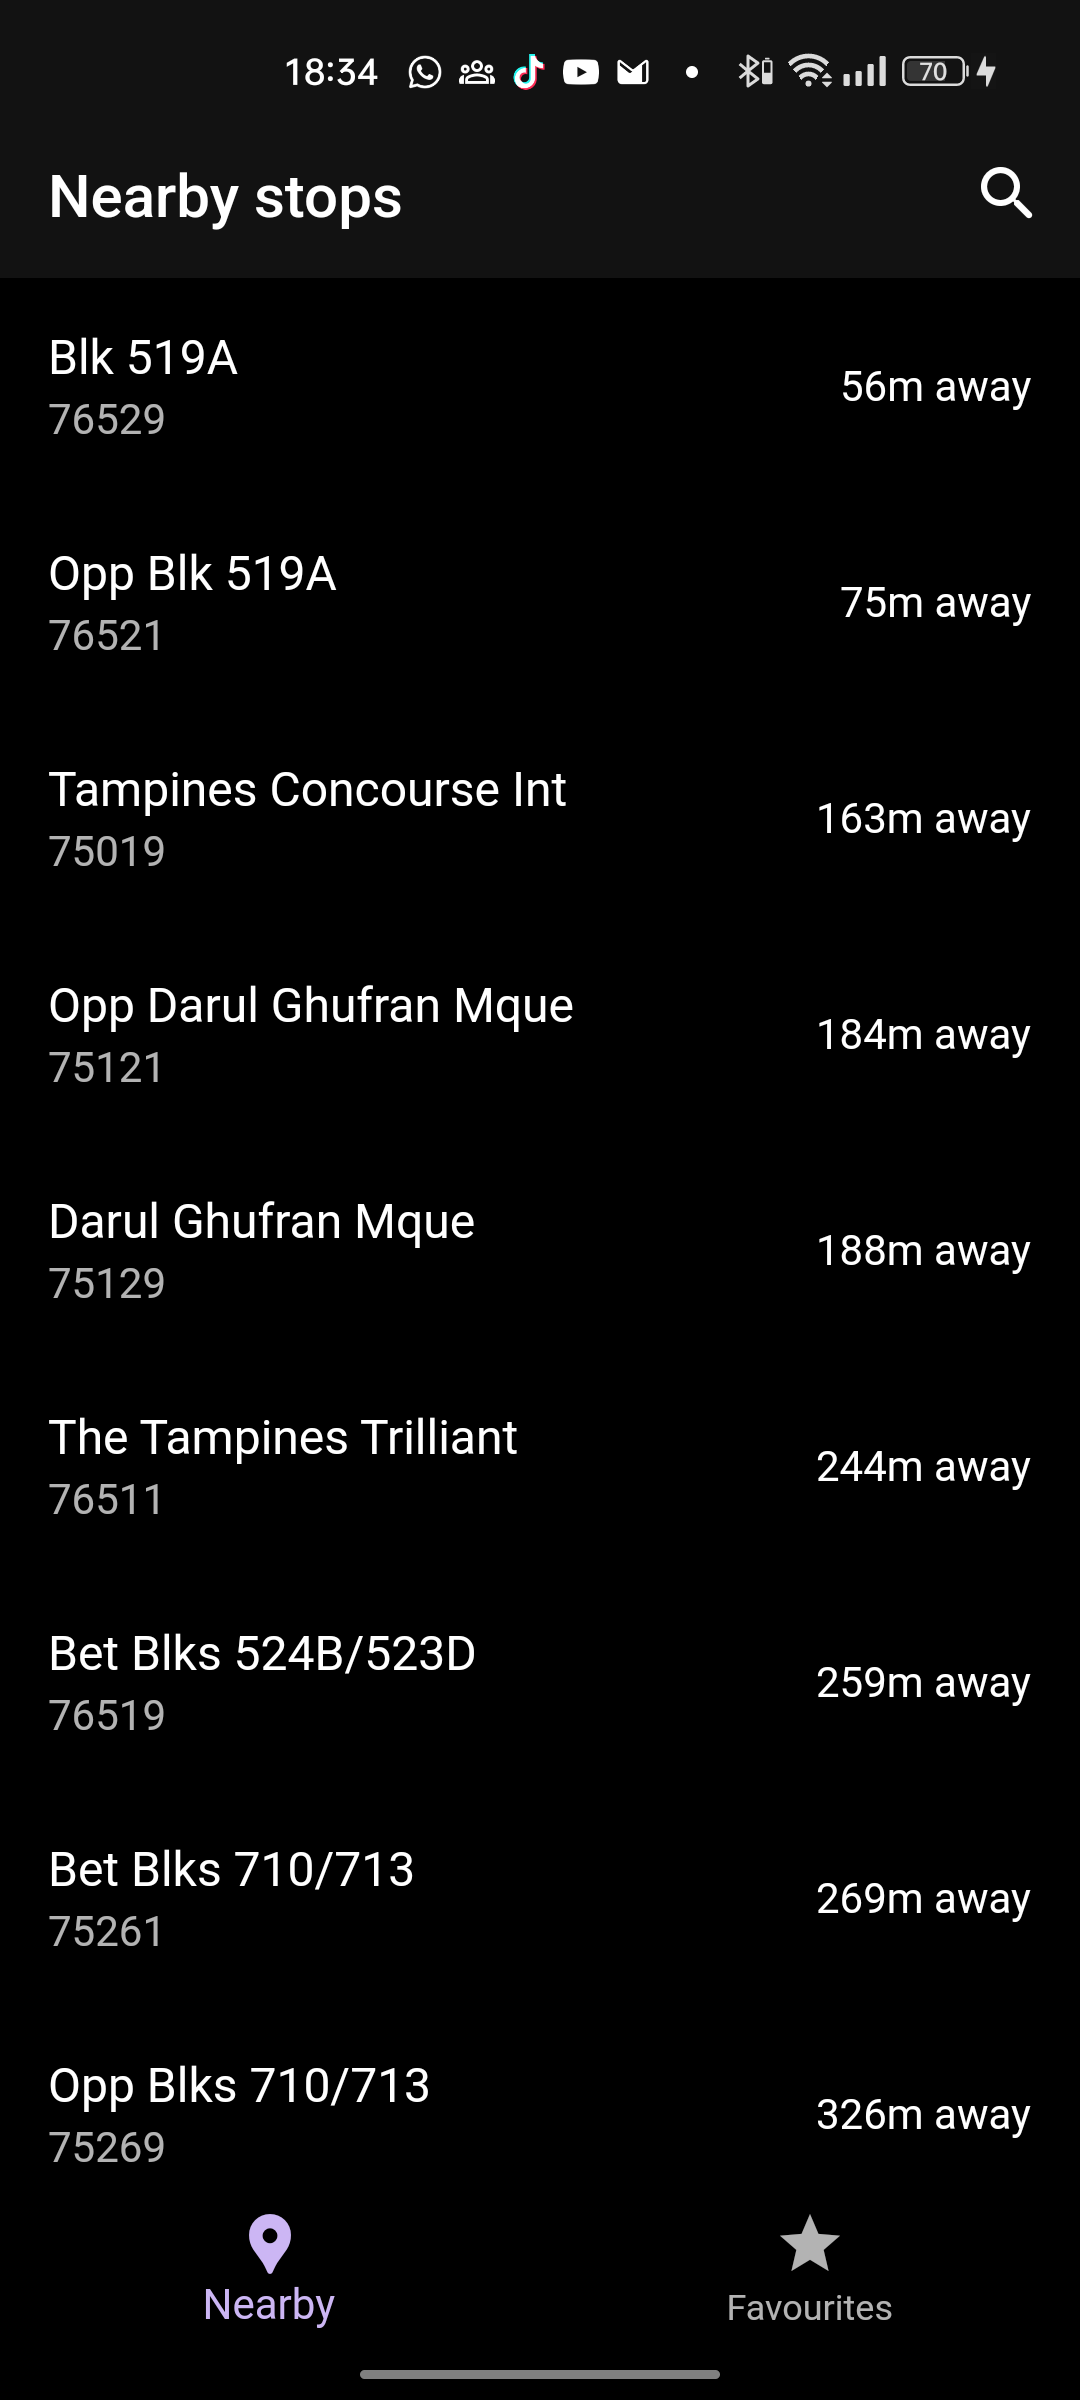 18:34
70
Nearby stops
Blk 519A
76529
56m away
Opp Blk 519A
76521
75m away
Tampines Concourse Int
75019
163m away
Opp Darul Ghufran Mque
75121
184m away
Darul Ghufran Mque
75129
188m away
The Tampines Trilliant
76511
244m away
Bet Blks 524B/523D
76519
259m away
Bet Blks 710/713
75261
269m away
Opp Blks 710/713
75269
326m away
Nearby
Favourites